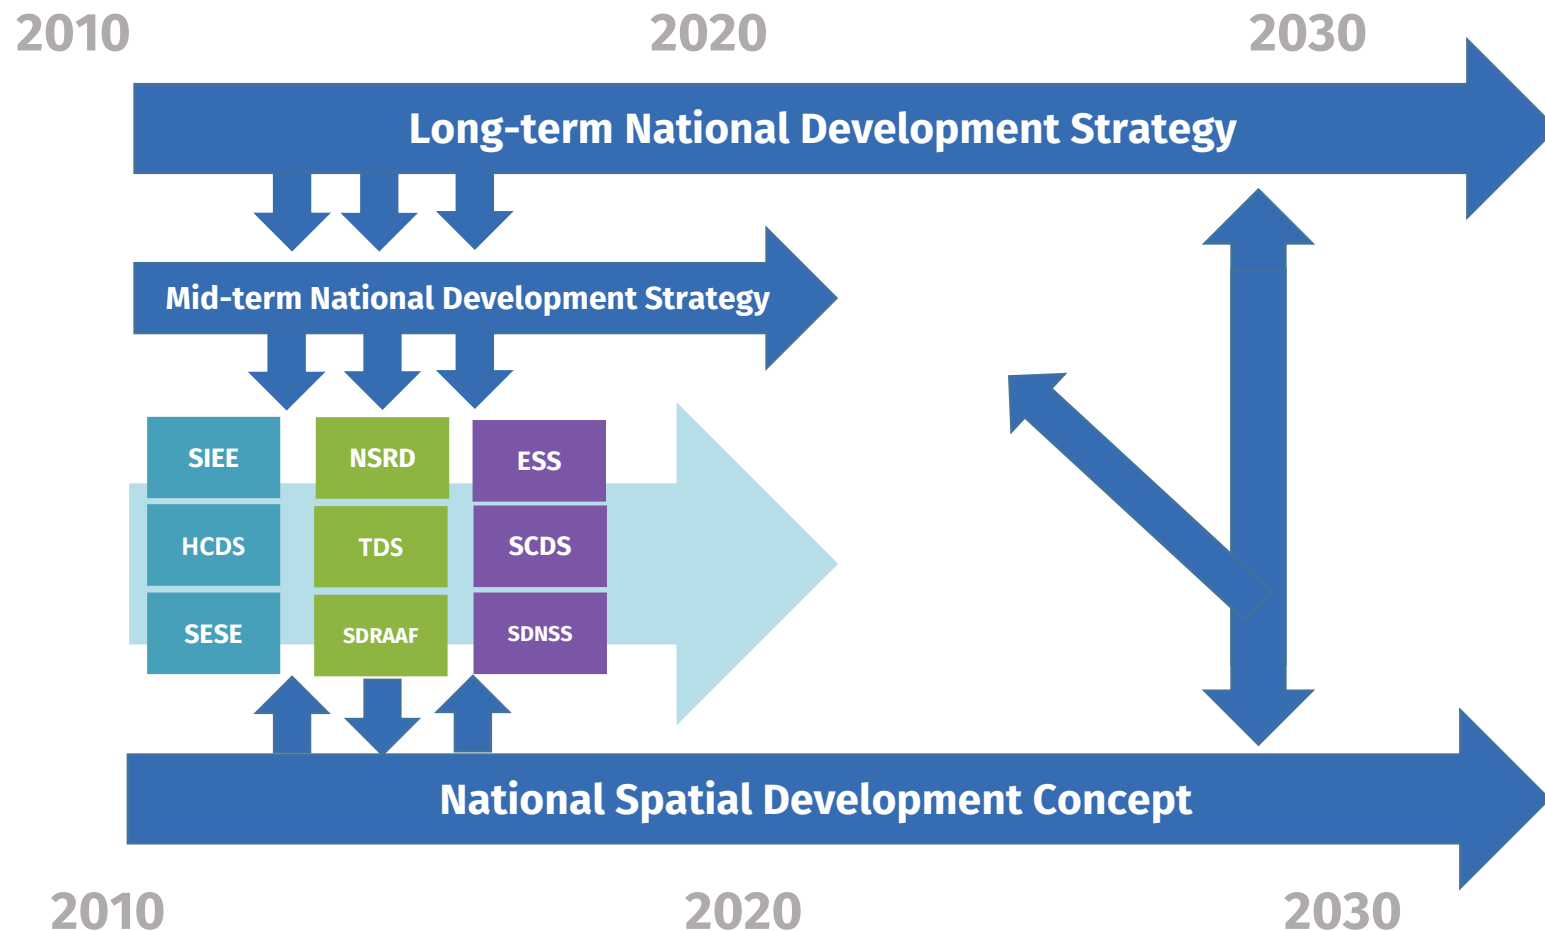 2010 2020 2030
Long-term National Development Strategy
Mid-term National Development Strategy
SIEE NSRD ESS
HCDS TDS SCDS
SESE SDRAAF SDNSS
National Spatial Development Concept
2010 2020 2030